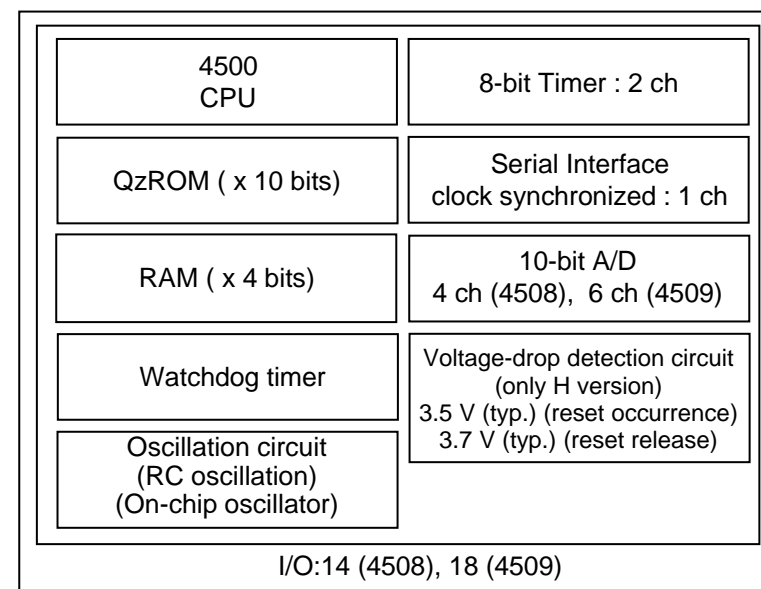 4500
CPU
8-bit Timer : 2 ch
QzROM ( x 10 bits)
Serial Interface
clock synchronized : 1 ch
RAM ( x 4 bits)
10-bit A/D
4 ch (4508),  6 ch (4509)
Watchdog timer
Voltage-drop detection circuit
(only H version)
3.5 V (typ.) (reset occurrence)
3.7 V (typ.) (reset release)
Oscillation circuit
(RC oscillation)
(On-chip oscillator)
I/O:14 (4508), 18 (4509)